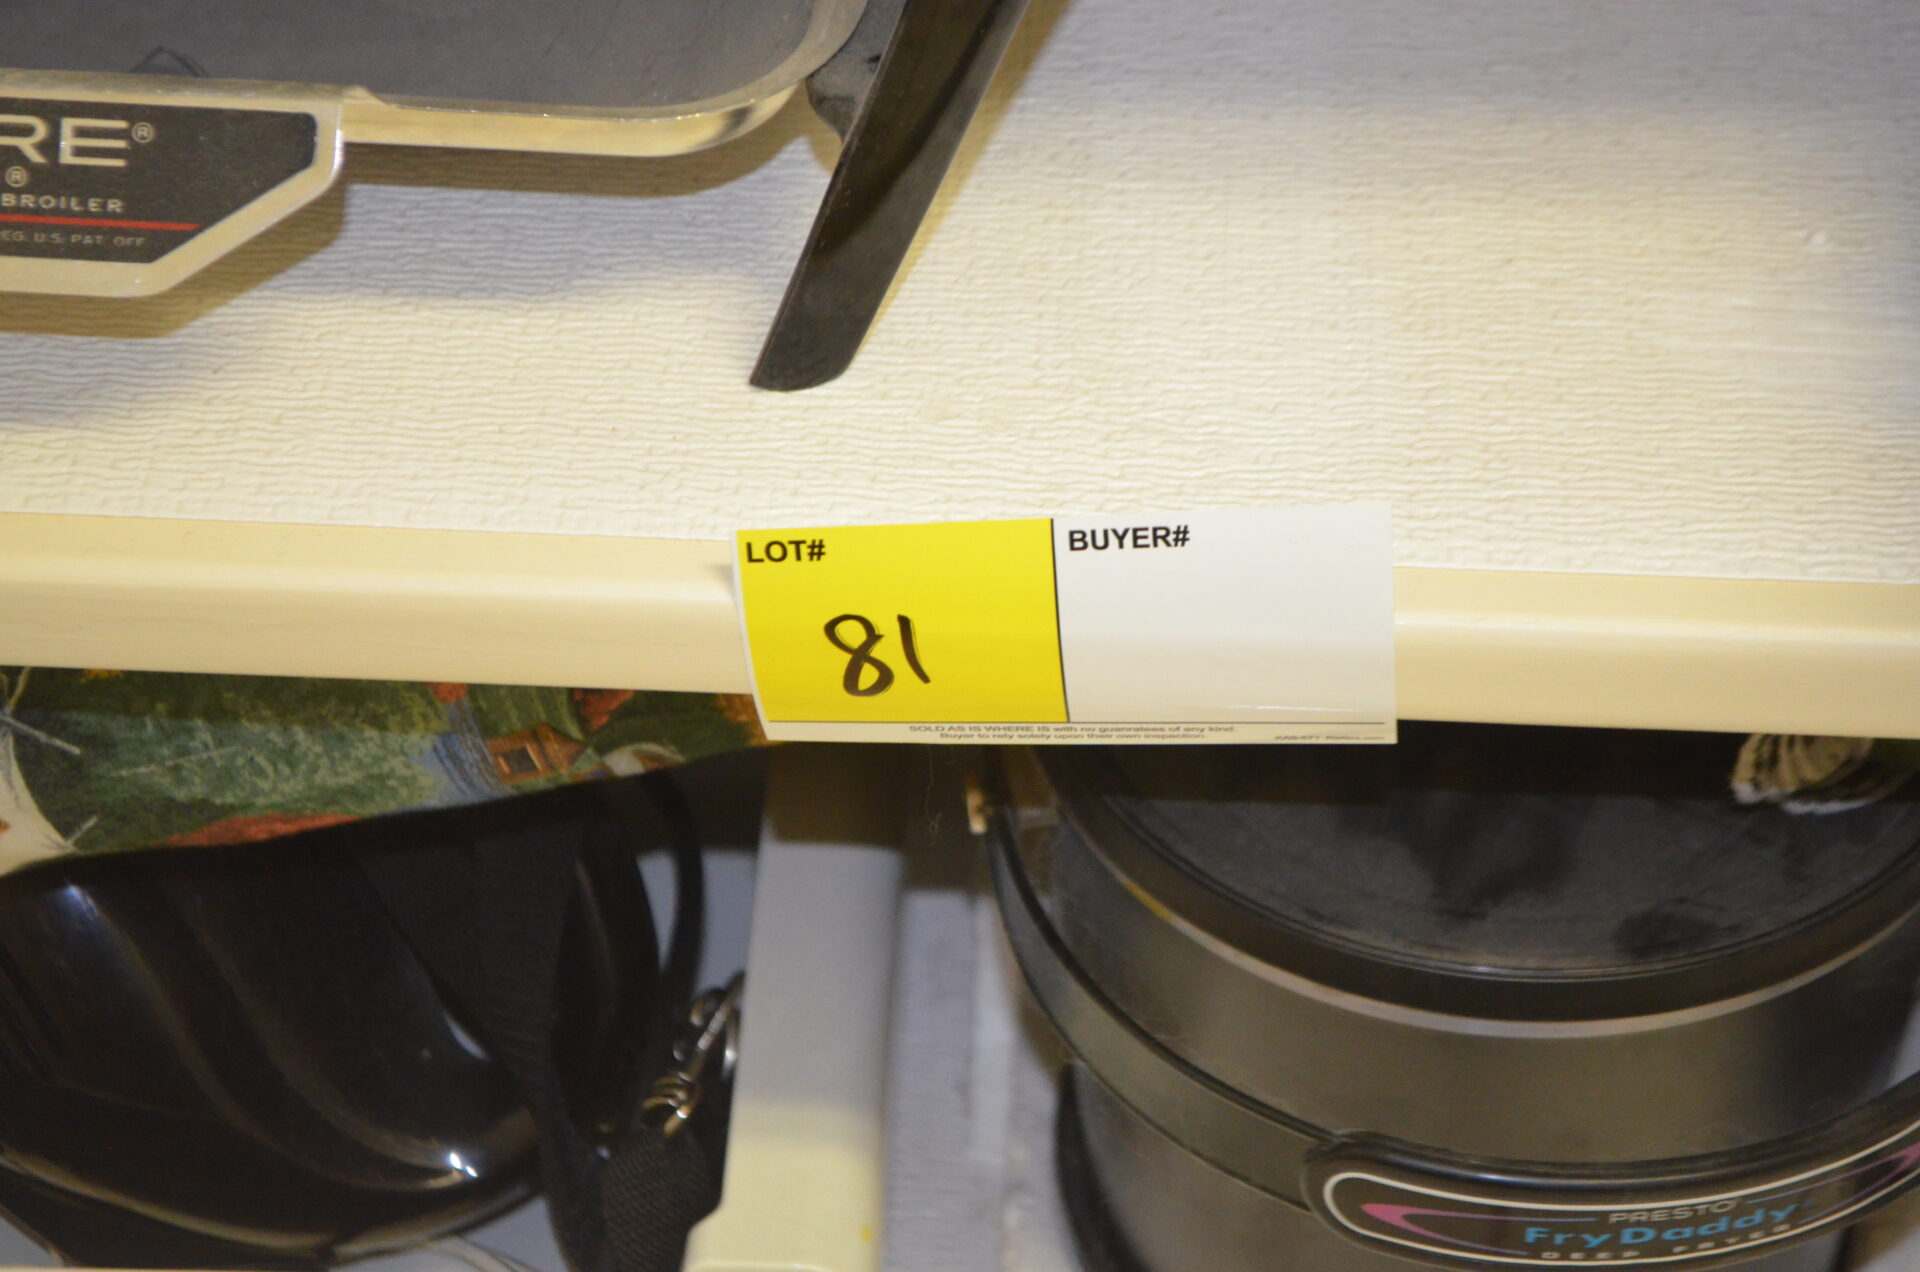 RE®
®
BROILER
REG. U.S. PAT. OFF.
LOT#
BUYER#
81
SOLD AS IS WHERE IS with no guanratees of any kind.
Buyer to rely solely upon their own inspection.
PRESTO®
FryDaddy
DEEP FRYER